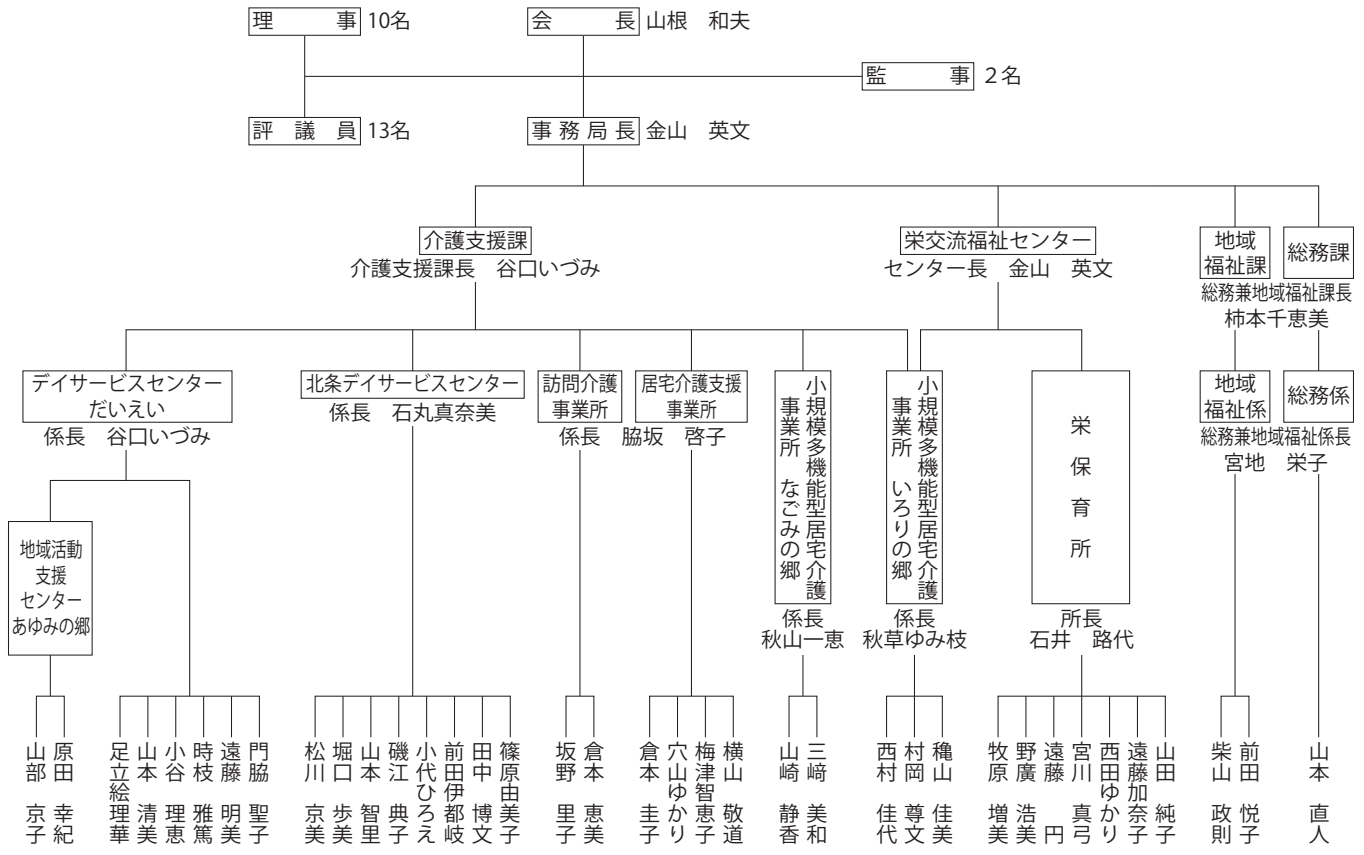 理事 10名
会長 山根 和夫
監事 2名
評議員 13名
事務局長 金山 英文
介護支援課
介護支援課長 谷口いづみ
栄交流福祉センター
センター長 金山 英文
地域
福祉課
総務課
総務兼地域福祉課長
柿本千恵美
デイサービスセンター
だいえい
係長 谷口いづみ
北条デイサービスセンター
係長 石丸真奈美
訪問介護
事業所
居宅介護支援
事業所
係長 脇坂 啓子
小規模多機能型居宅介護
事業所 なごみの郷
係長
秋山一恵
小規模多機能型居宅介護
事業所 いろりの郷
係長
秋草ゆみ枝
栄保育所
所長
石井 路代
地域
福祉係
総務係
総務兼地域福祉係長
宮地 栄子
地域活動
支援
センター
あゆみの郷
山部 京子
原田 幸紀
足立絵理華
山本 清美
小谷 理恵
時枝 雅篤
遠藤 明美
門脇 聖子
松川 京美
堀口 歩美
山本 智里
磯江 典子
小代ひろえ
前田伊都岐
田中 博文
篠原由美子
坂野 里子
倉本 恵美
倉本 圭子
穴山ゆかり
梅津智恵子
横山 敬道
山崎 静香
三﨑 美和
西村 佳代
村岡 尊文
穐山 佳美
牧原 増美
野廣 浩美
遠藤 円
宮川 真弓
西田ゆかり
遠藤加奈子
山田 純子
柴山 政則
前田 悦子
山本 直人